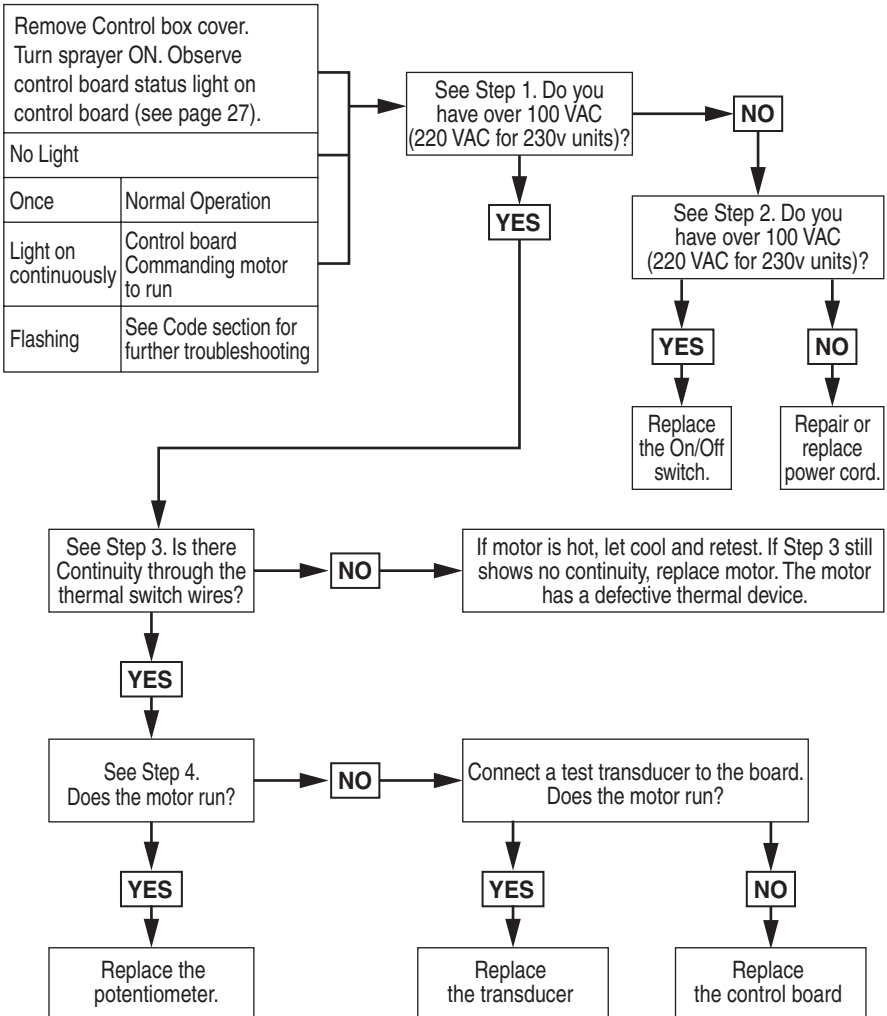 Remove Control box cover.
Turn sprayer ON. Observe
control board status light on
control board (see page 27).
No Light
Once
Normal Operation
Light on
continuously
Control board
Commanding motor
to run
Flashing
See Code section for
further troubleshooting
See Step 1. Do you
have over 100 VAC
(220 VAC for 230v units)?
NO
YES
See Step 2. Do you
have over 100 VAC
(220 VAC for 230v units)?
YES
NO
Replace
the On/Off
switch.
Repair or
replace
power cord.
See Step 3. Is there
Continuity through the
thermal switch wires?
NO
If motor is hot, let cool and retest. If Step 3 still
shows no continuity, replace motor. The motor
has a defective thermal device.
YES
See Step 4.
Does the motor run?
NO
Connect a test transducer to the board.
Does the motor run?
YES
YES
NO
Replace the
potentiometer.
Replace
the transducer
Replace
the control board